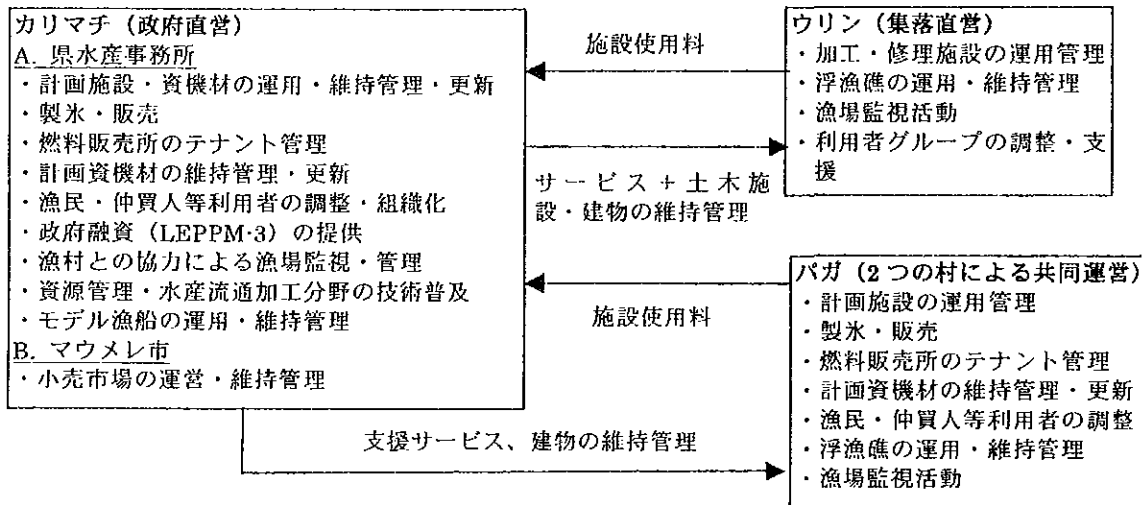 カリマチ（政府直営）
A. 県水産事務所
・計画施設・資機材の運用・維持管理・更新
・製氷・販売
・燃料販売所のテナント管理
・計画資機材の維持管理・更新
・漁民・仲買人等利用者の調整・組織化
・政府融資（LEPPM-3）の提供
・漁村との協力による漁場監視・管理
・資源管理・水産流通加工分野の技術普及
・モデル漁船の運用・維持管理
B. マウメレ市
・小売市場の運営・維持管理
施設使用料
サービス＋土木施
設・建物の維持管理
施設使用料
支援サービス、建物の維持管理
ウリン（集落直営）
・加工・修理施設の運用管理
・浮漁礁の運用・維持管理
・漁場監視活動
・利用者グループの調整・支
援
パガ（2つの村による共同運営）
・計画施設の運用管理
・製氷・販売
・燃料販売所のテナント管理
・計画資機材の維持管理・更新
・漁民・仲買人等利用者の調整
・浮漁礁の運用・維持管理
・漁場監視活動